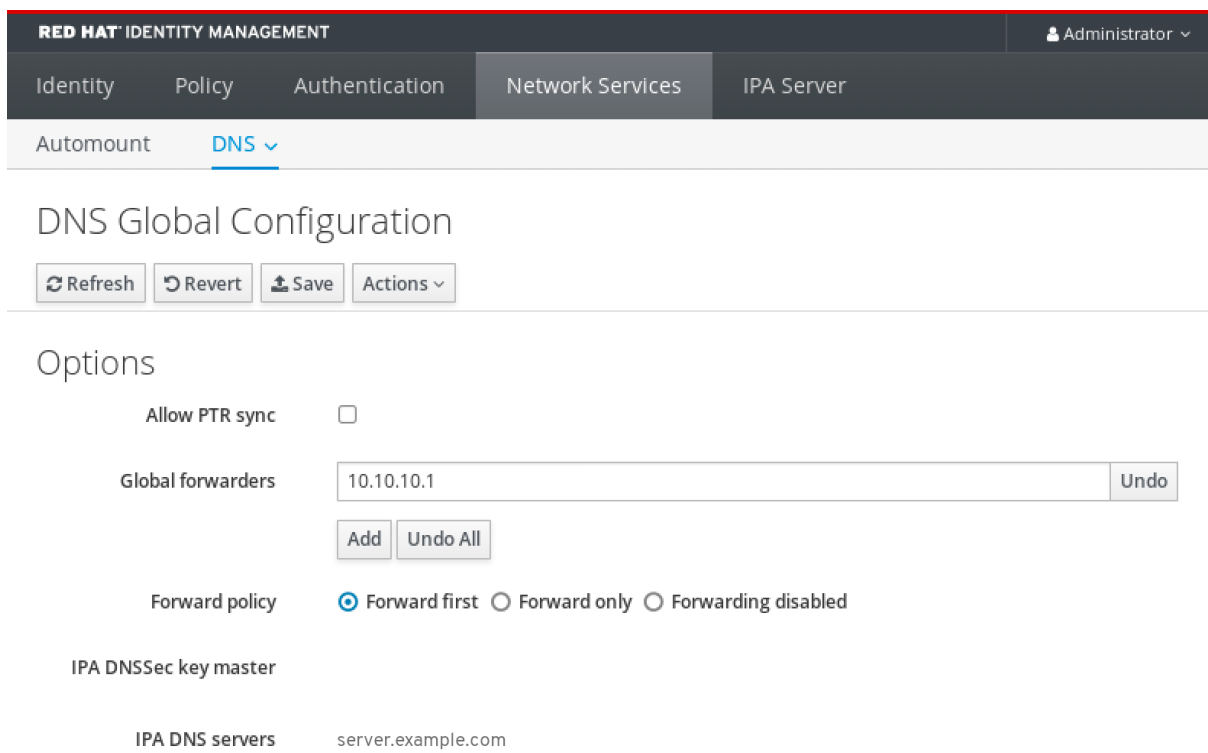 RED HAT® IDENTITY MANAGEMENT Administrator
Identity Policy Authentication Network Services IPA Server
Automount DNS
DNS Global Configuration
Refresh Revert Save Actions
Options
Allow PTR sync
Global forwarders 10.10.10.1 Undo
Add Undo All
Forward policy Forward first Forward only Forwarding disabled
IPA DNSSec key master
IPA DNS servers server.example.com